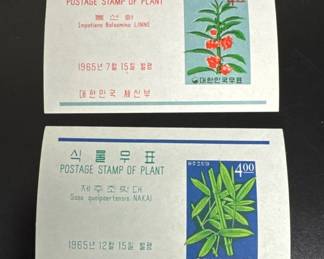 POSTAGE STAMP OF PLANT
봉선화
Impatiens Balsamina LINNE
1965년 7월 15일 발행
대한민국 체신부
4.00
대한민국우표
식물우표
POSTAGE STAMP OF PLANT
제주조릿대
Sasa quelpaertensis NAKAI
1965년 12월 15일 발행
4.00